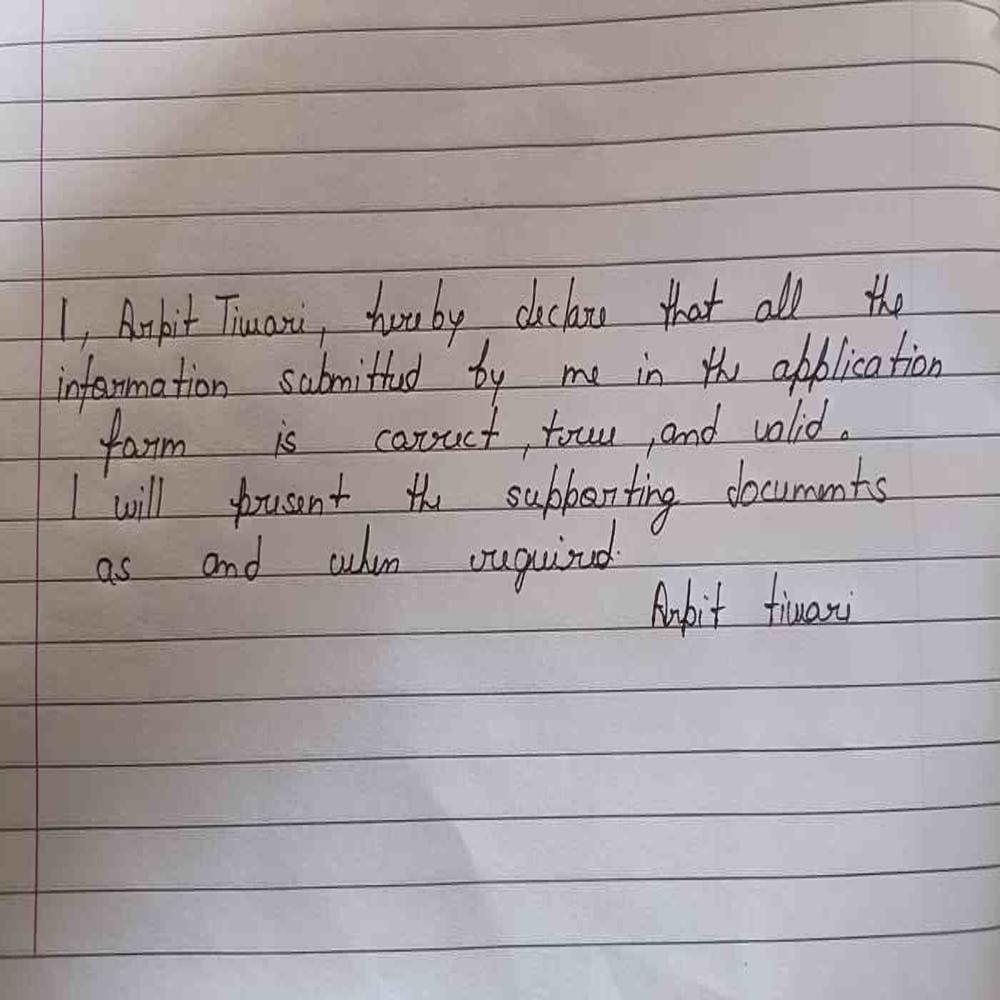 I, Arpit Tiwari, hereby declare that all the
information submitted by me in the application
form is correct, true, and valid.
I will present the supporting documents
as and when required.
Arpit tiwari